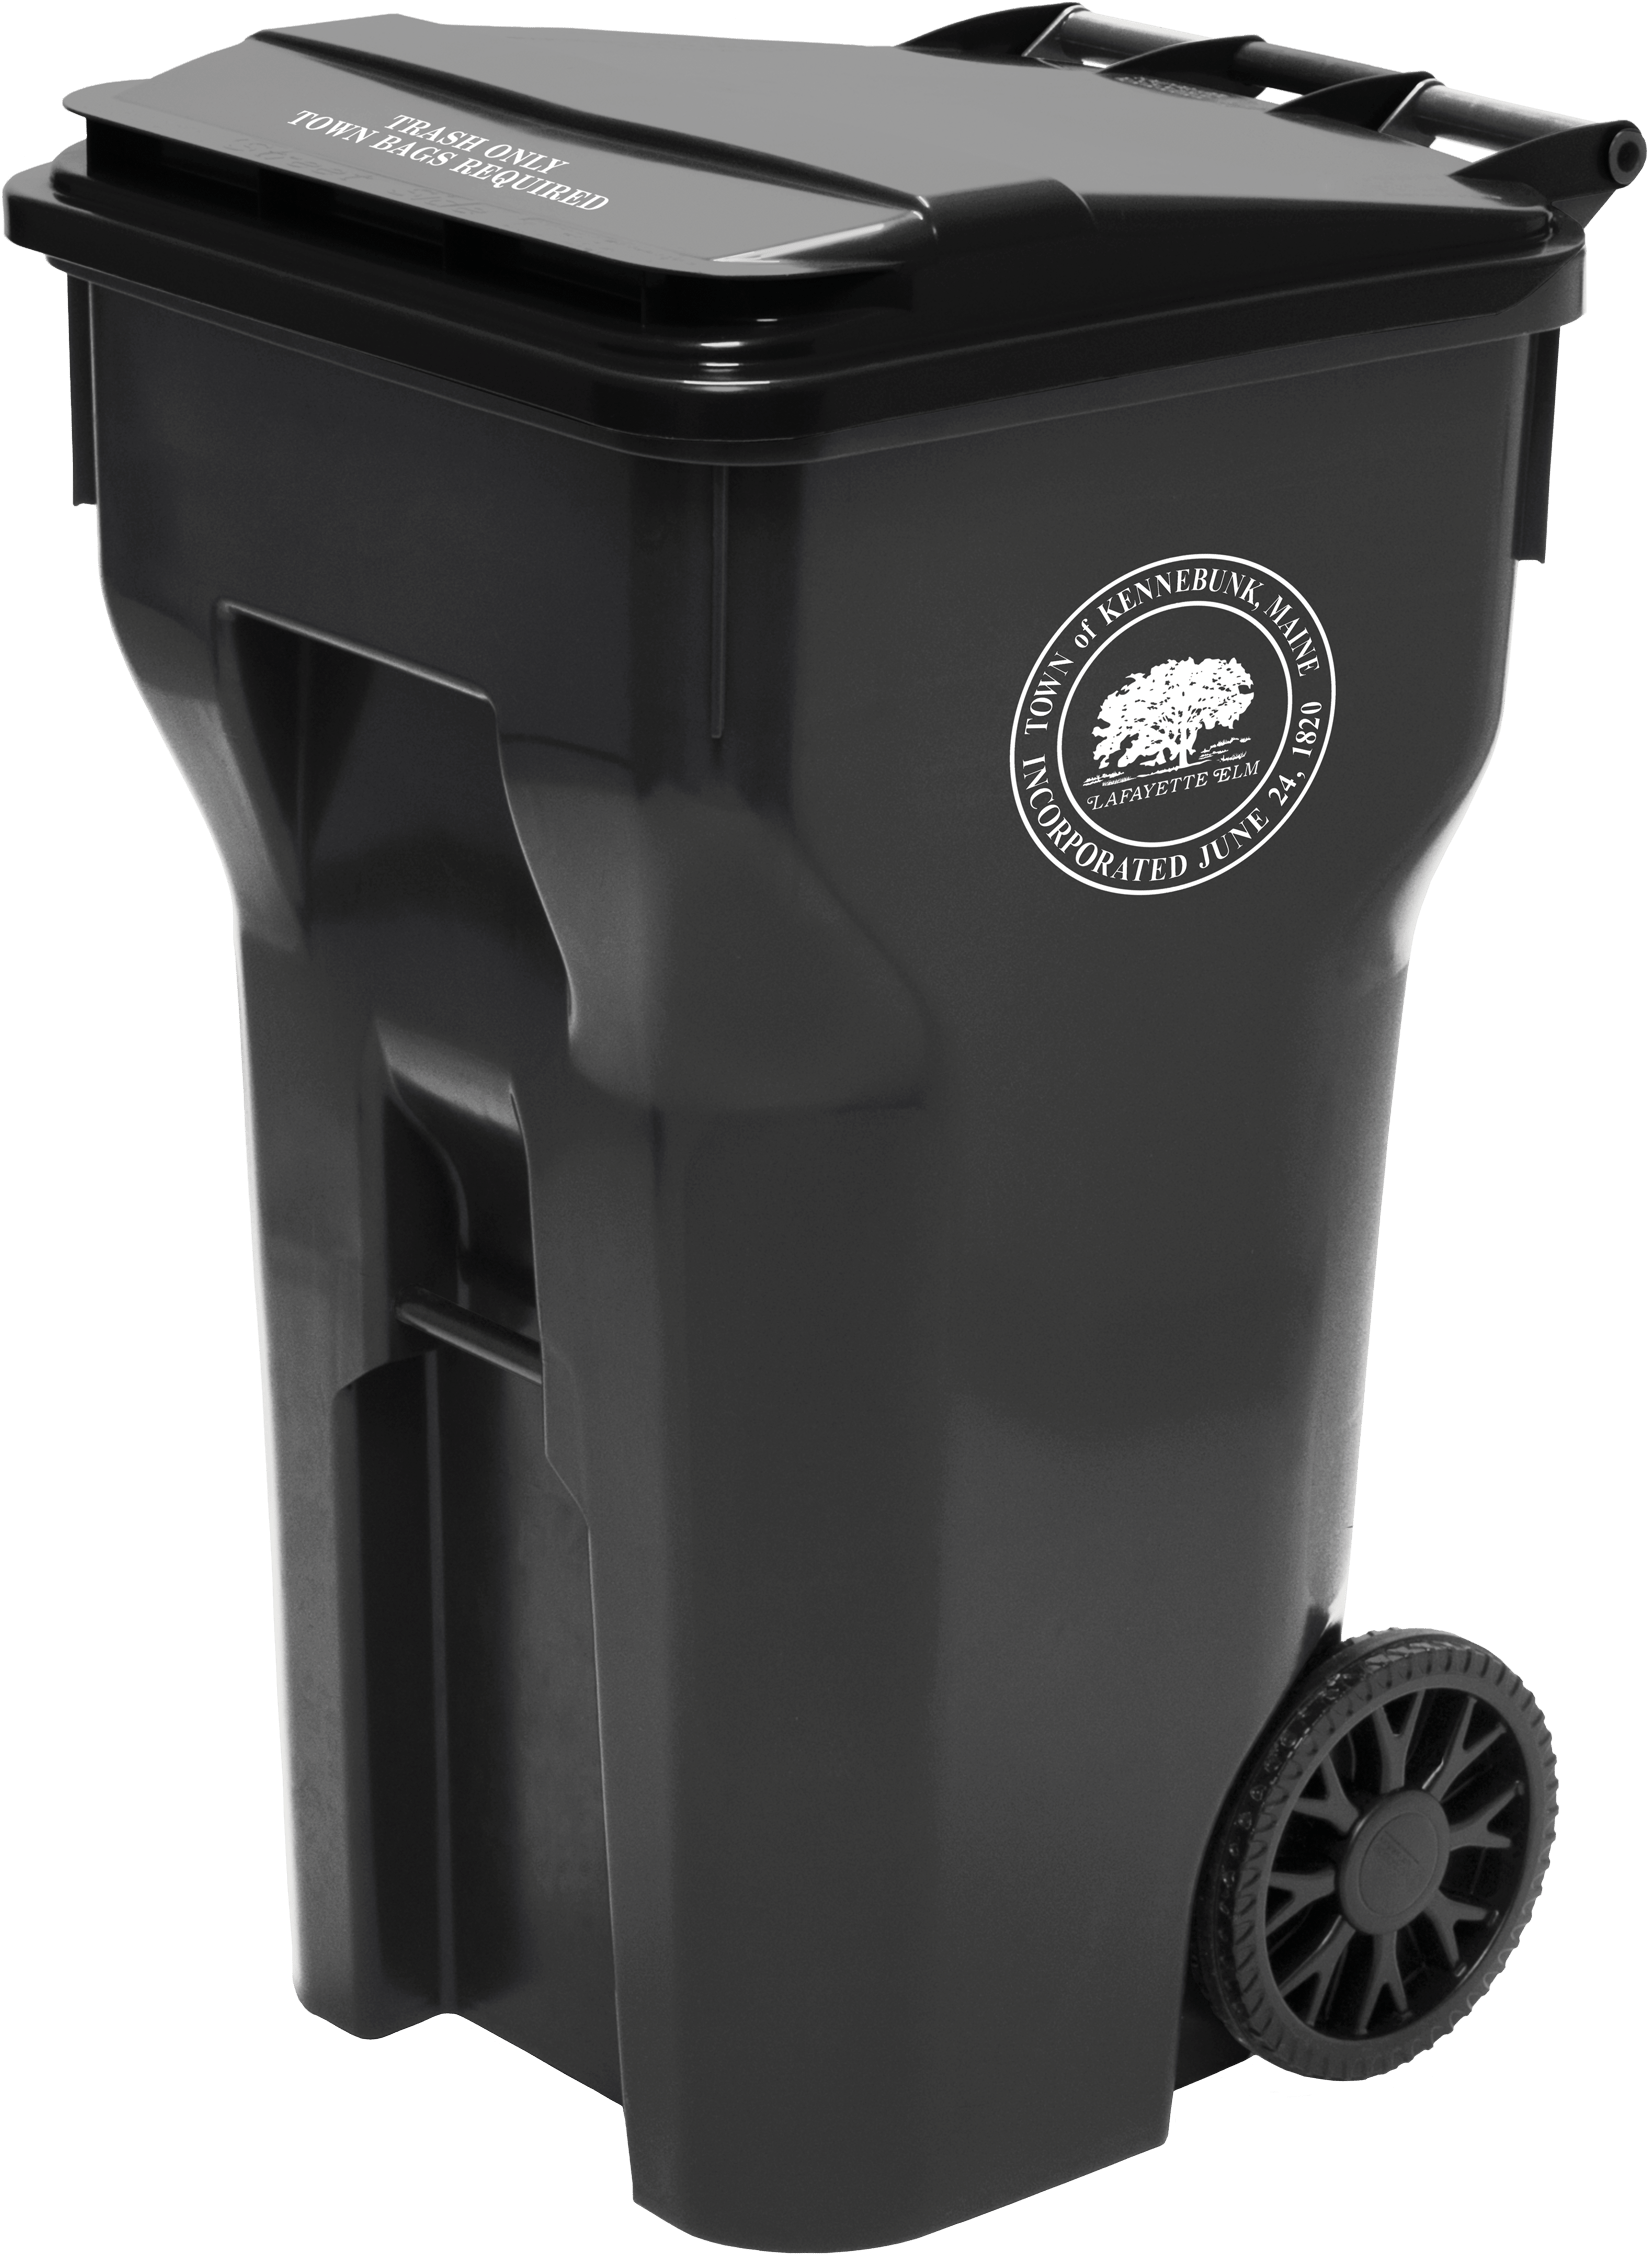 TRASH ONLY
TOWN BAGS REQUIRED
TOWN of KENNEBUNK, MAINE
LAFAYETTE ELM
INCORPORATED JUNE 24, 1820